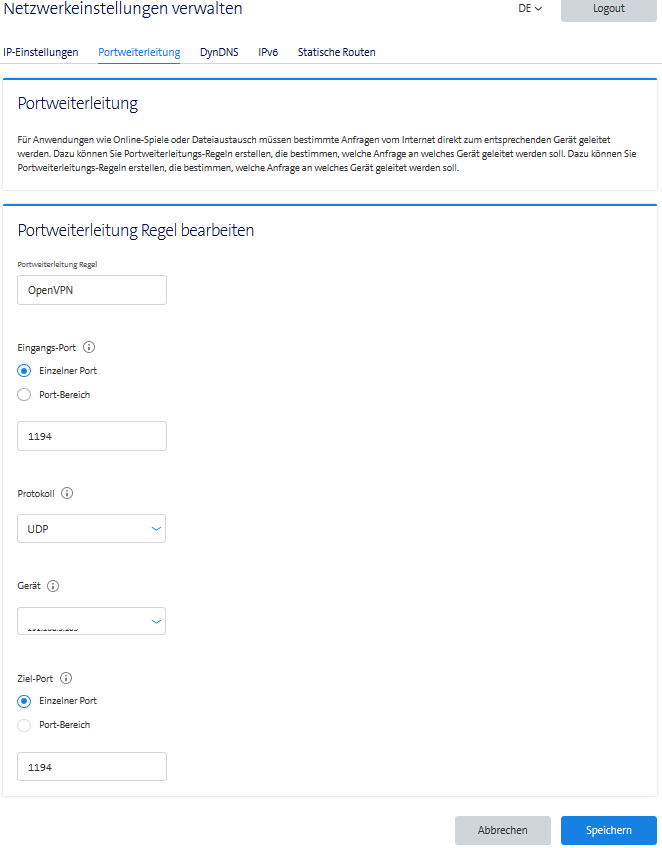 Netzwerkeinstellungen verwalten
DE
Logout
IP-Einstellungen Portweiterleitung DynDNS IPv6 Statische Routen
Portweiterleitung
Für Anwendungen wie Online-Spiele oder Dateiaustausch müssen bestimmte Anfragen vom Internet direkt zum entsprechenden Gerät geleitet
werden. Dazu können Sie Portweiterleitungs-Regeln erstellen, die bestimmen, welche Anfrage an welches Gerät geleitet werden soll. Dazu können Sie
Portweiterleitungs-Regeln erstellen, die bestimmen, welche Anfrage an welches Gerät geleitet werden soll.
Portweiterleitung Regel bearbeiten
Portweiterleitung Regel
OpenVPN
Eingangs-Port
Einzelner Port
Port-Bereich
1194
Protokoll
UDP
Gerät
Ziel-Port
Einzelner Port
Port-Bereich
1194
Abbrechen
Speichern